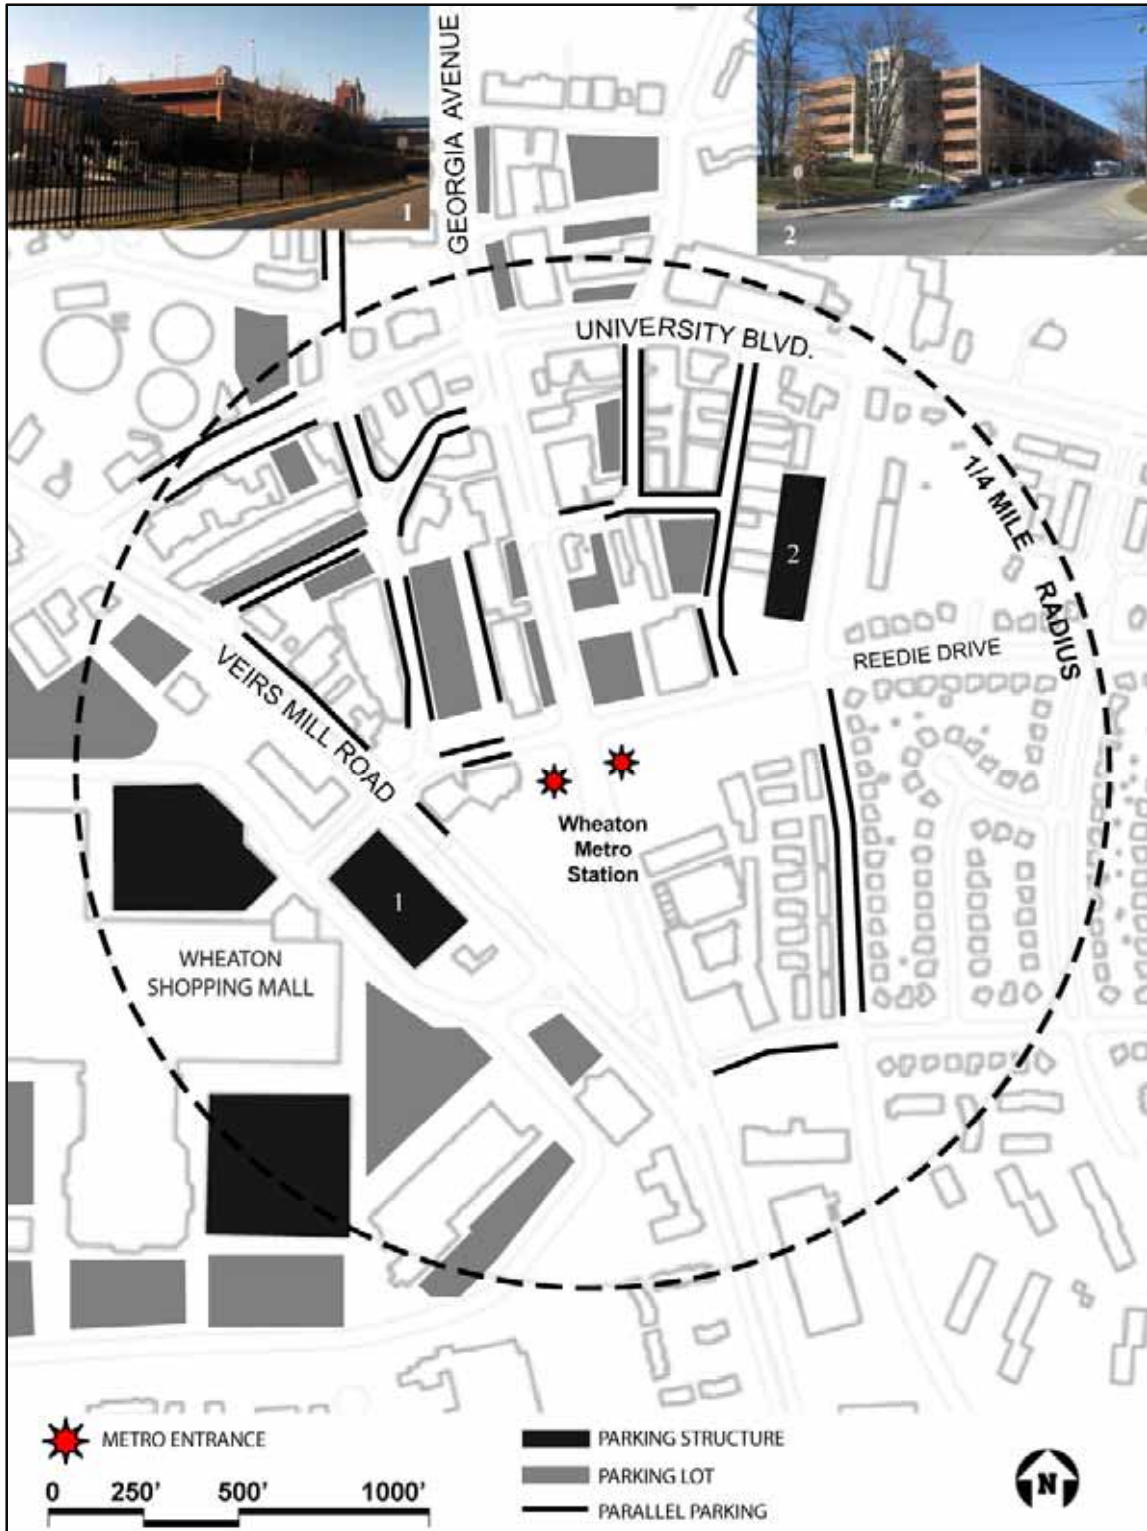 1
GEORGIA AVENUE
2
UNIVERSITY BLVD.
1/4 MILE RADIUS
2
REEDIE DRIVE
VEIRS MILL ROAD
Wheaton
Metro
Station
1
WHEATON
SHOPPING MALL
METRO ENTRANCE
0 250' 500' 1000'
PARKING STRUCTURE
PARKING LOT
PARALLEL PARKING
N